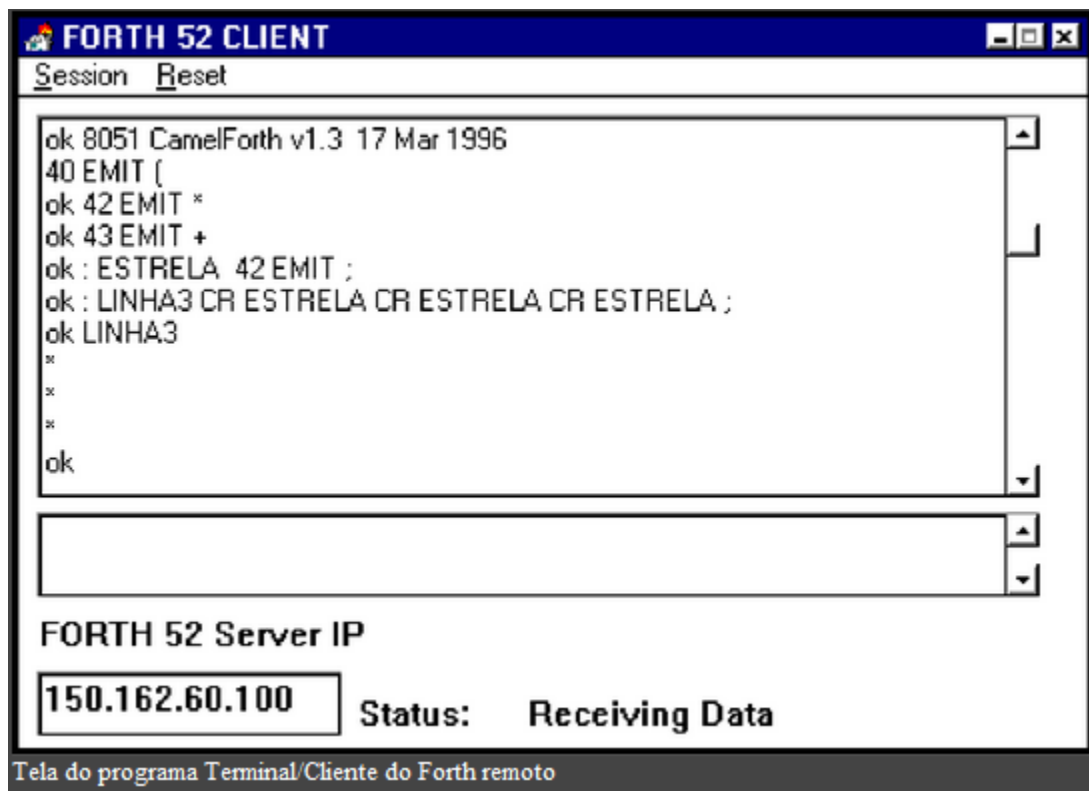 FORTH 52 CLIENT
Session Reset
ok 8051 CamelForth v1.3 17 Mar 1996
40 EMIT (
ok 42 EMIT *
ok 43 EMIT +
ok : ESTRELA 42 EMIT ;
ok : LINHA3 CR ESTRELA CR ESTRELA CR ESTRELA ;
ok LINHA3
*
*
*
ok
FORTH 52 Server IP
150.162.60.100 Status: Receiving Data
Tela do programa Terminal/Cliente do Forth remoto